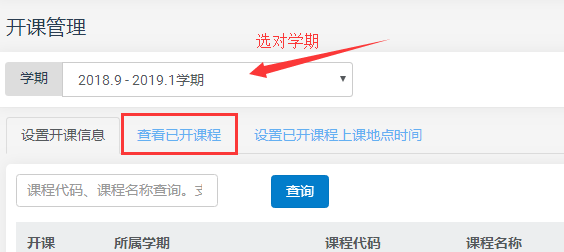 开课管理
选对学期
学期 2018.9 - 2019.1学期
设置开课信息 查看已开课程 设置已开课程上课地点时间
课程代码、课程名称查询。支 查询
开课 所属学期 课程代码 课程名称